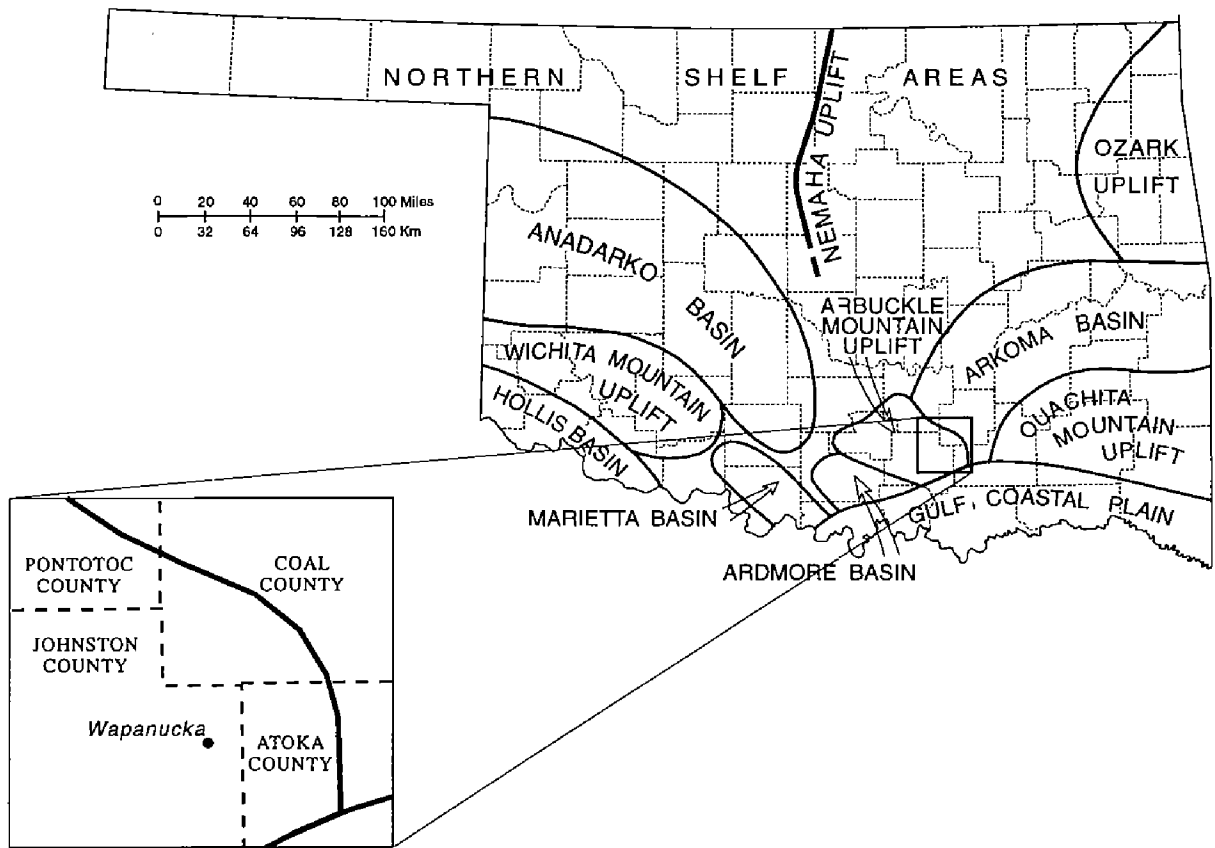 NORTHERN SHELF AREAS
NEMAHA UPLIFT
OZARK
UPLIFT
0 20 40 60 80 100 Miles
0 32 64 96 128 160 Km
ANADARKO
BASIN
ARBUCKLE
MOUNTAIN
UPLIFT
ARKOMA BASIN
WICHITA MOUNTAIN
UPLIFT
HOLLIS BASIN
OUACHITA
MOUNTAIN
UPLIFT
MARIETTA BASIN
GULF COASTAL PLAIN
ARDMORE BASIN
PONTOTOC
COUNTY
COAL
COUNTY
JOHNSTON
COUNTY
Wapanucka
ATOKA
COUNTY